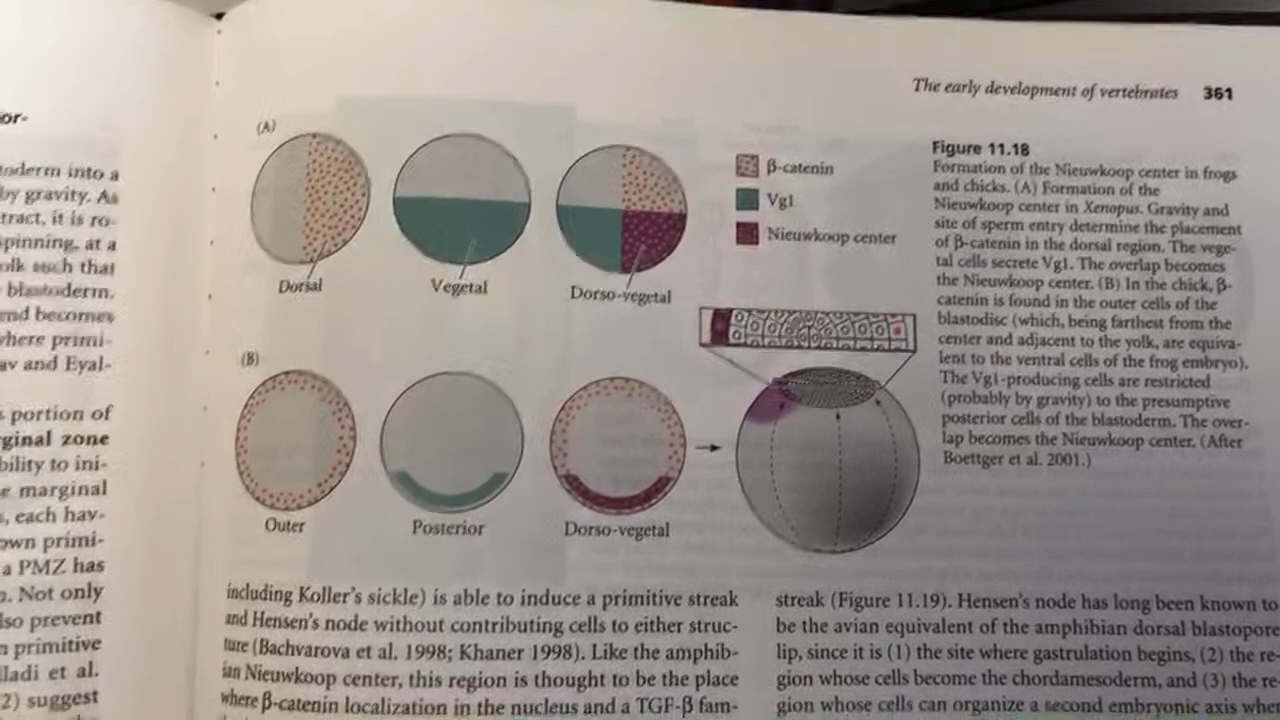 The early development of vertebrates 361
or-
toderm into a
by gravity. As
tract, it is ro-
spinning, at a
olk such that
blastoderm.
end becomes
where primi-
av and Eyal-
s portion of
rginal zone
bility to ini-
e marginal
s, each hav-
own primi-
a PMZ has
a. Not only
lso prevent
n primitive
lladi et al.
2) suggest
(A)
Dorsal
Vegetal
Dorso-vegetal
β-catenin
Vg1
Nieuwkoop center
(B)
Outer
Posterior
Dorso-vegetal
Figure 11.18
Formation of the Nieuwkoop center in frogs
and chicks. (A) Formation of the
Nieuwkoop center in Xenopus. Gravity and
site of sperm entry determine the placement
of β-catenin in the dorsal region. The vege-
tal cells secrete Vg1. The overlap becomes
the Nieuwkoop center. (B) In the chick, β-
catenin is found in the outer cells of the
blastodisc (which, being farthest from the
center and adjacent to the yolk, are equiva-
lent to the ventral cells of the frog embryo).
The Vg1-producing cells are restricted
(probably by gravity) to the presumptive
posterior cells of the blastoderm. The over-
lap becomes the Nieuwkoop center. (After
Boettger et al. 2001.)
including Koller's sickle) is able to induce a primitive streak
and Hensen's node without contributing cells to either struc-
ture (Bachvarova et al. 1998; Khaner 1998). Like the amphib-
ian Nieuwkoop center, this region is thought to be the place
where β-catenin localization in the nucleus and a TGF-β fam-
streak (Figure 11.19). Hensen's node has long been known to
be the avian equivalent of the amphibian dorsal blastopore
lip, since it is (1) the site where gastrulation begins, (2) the re-
gion whose cells become the chordamesoderm, and (3) the re-
gion whose cells can organize a second embryonic axis when